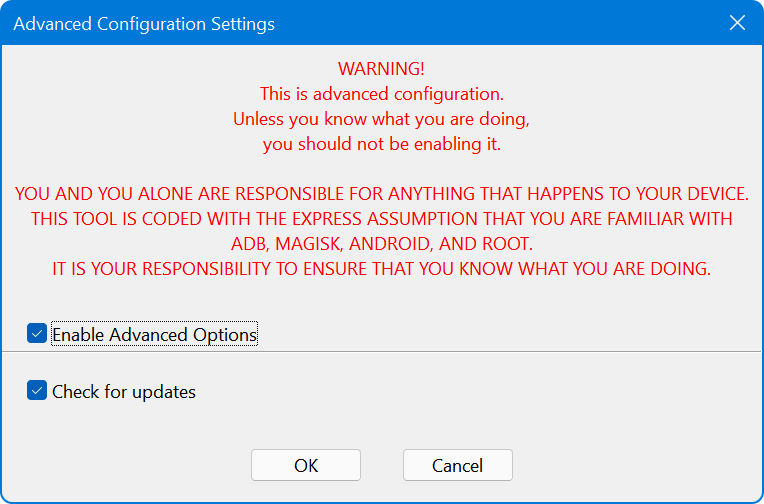 Advanced Configuration Settings
WARNING!
This is advanced configuration.
Unless you know what you are doing,
you should not be enabling it.
YOU AND YOU ALONE ARE RESPONSIBLE FOR ANYTHING THAT HAPPENS TO YOUR DEVICE.
THIS TOOL IS CODED WITH THE EXPRESS ASSUMPTION THAT YOU ARE FAMILIAR WITH
ADB, MAGISK, ANDROID, AND ROOT.
IT IS YOUR RESPONSIBILITY TO ENSURE THAT YOU KNOW WHAT YOU ARE DOING.
Enable Advanced Options
Check for updates
OK Cancel